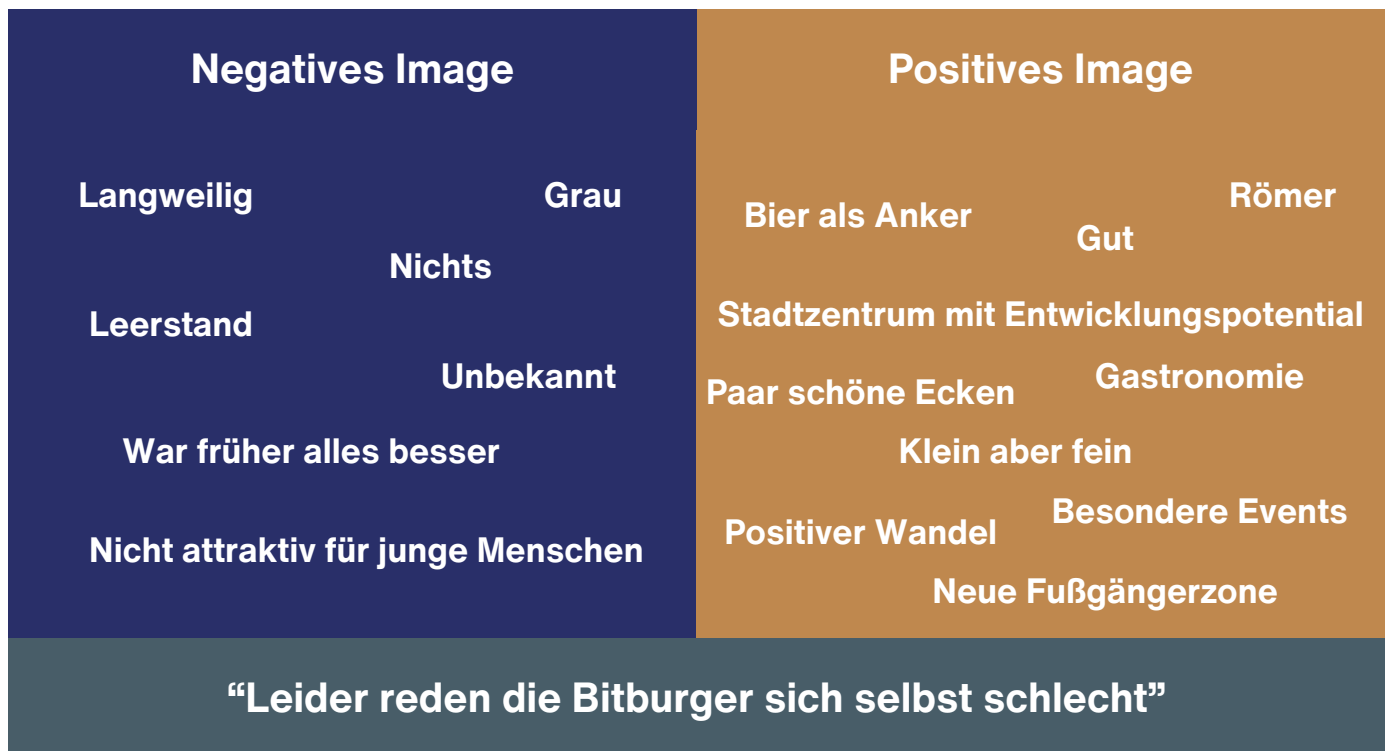 Negatives Image
Langweilig
Grau
Nichts
Leerstand
Unbekannt
War früher alles besser
Nicht attraktiv für junge Menschen
Positives Image
Römer
Bier als Anker
Gut
Stadtzentrum mit Entwicklungspotential
Gastronomie
Paar schöne Ecken
Klein aber fein
Besondere Events
Positiver Wandel
Neue Fußgängerzone
“Leider reden die Bitburger sich selbst schlecht”